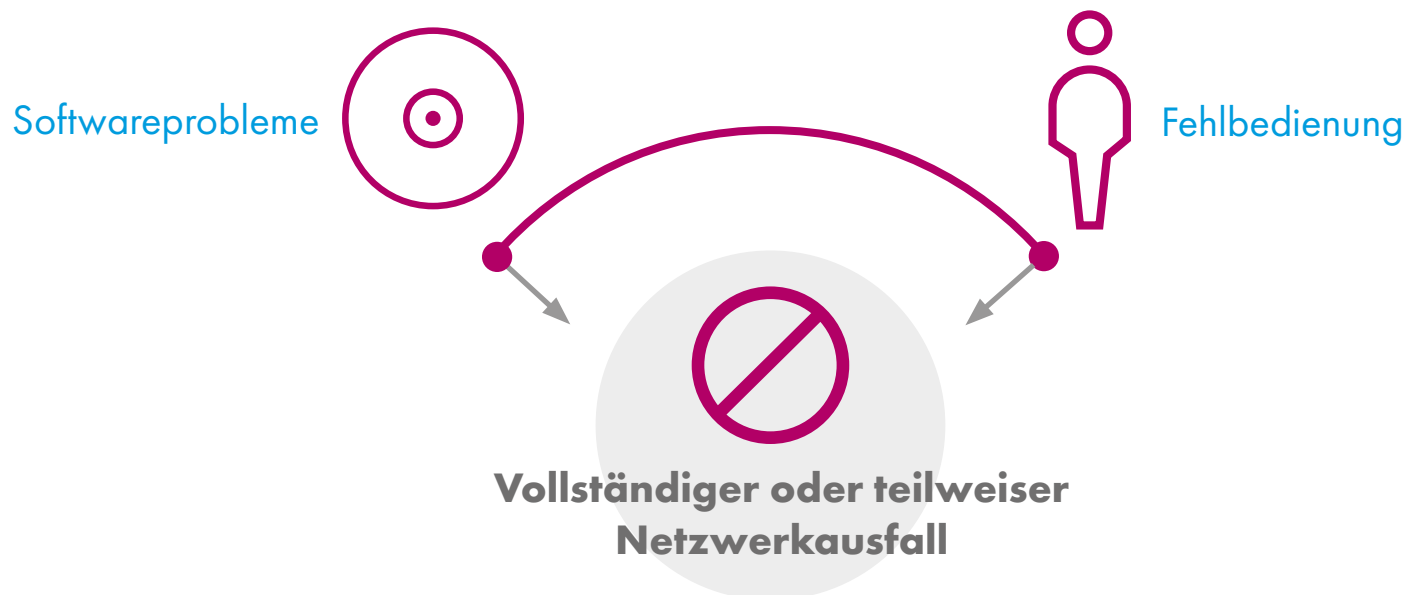 Softwareprobleme
Fehlbedienung
Vollständiger oder teilweiser
Netzwerkausfall